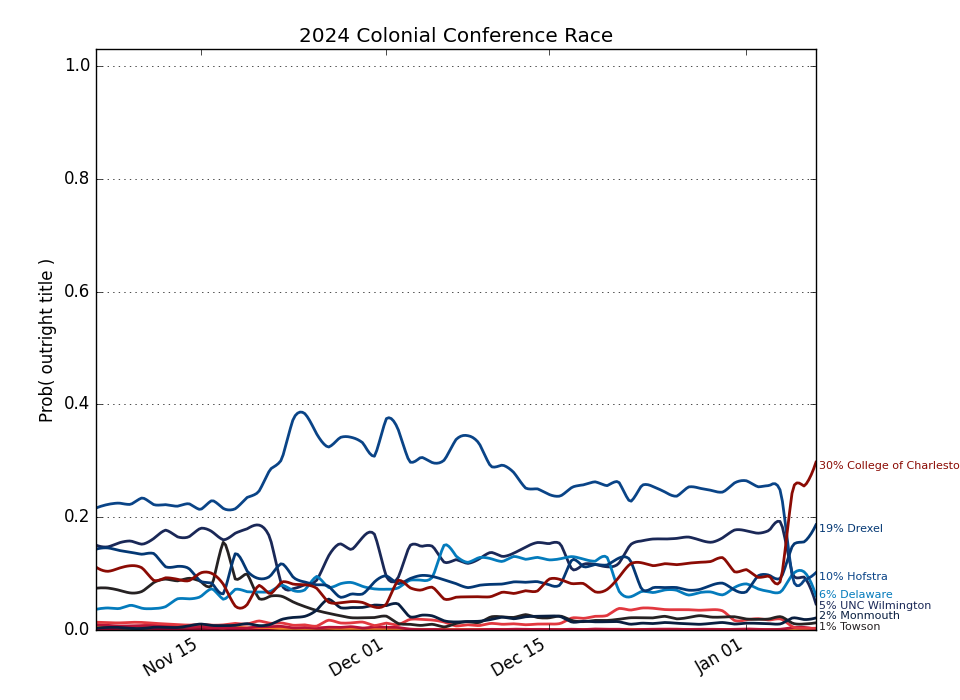 2024 Colonial Conference Race
Prob( outright title )
1.0
0.8
0.6
0.4
0.2
0.0
Nov 15
Dec 01
Dec 15
Jan 01
30% College of Charlesto
19% Drexel
10% Hofstra
6% Delaware
5% UNC Wilmington
2% Monmouth
1% Towson